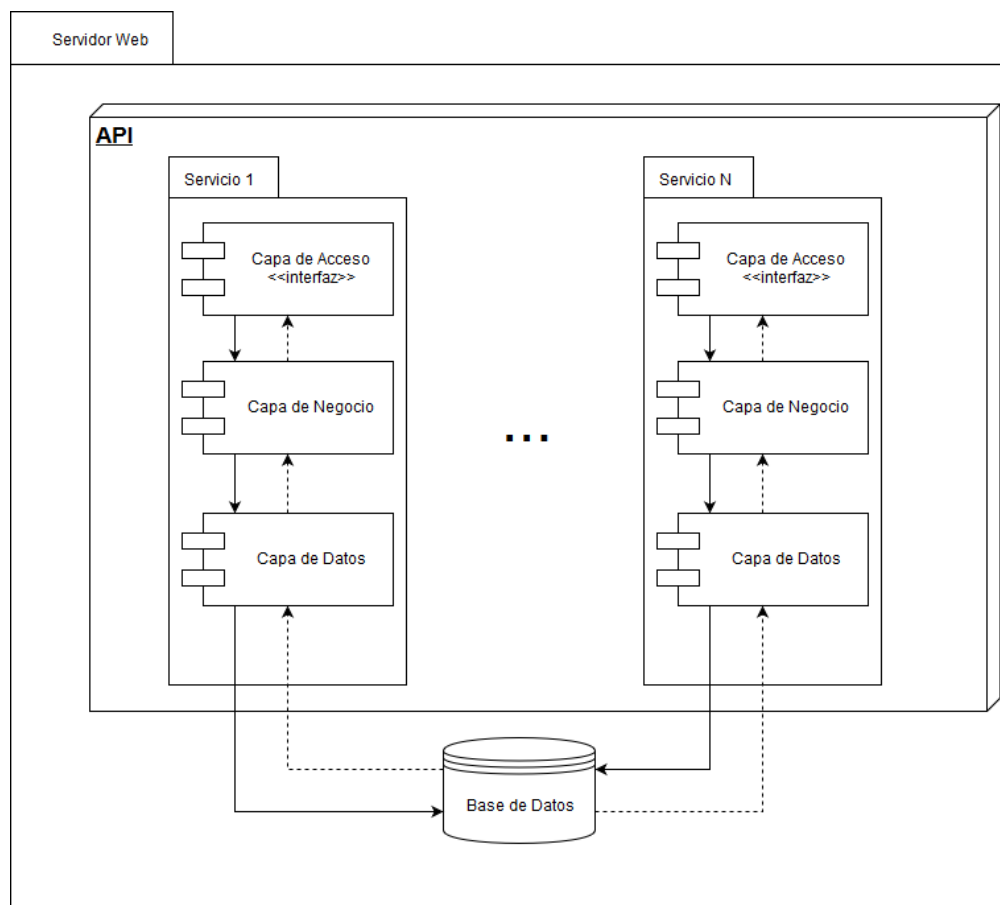 Servidor Web
API
Servicio 1
Servicio N
Capa de Acceso
<<interfaz>>
Capa de Acceso
<<interfaz>>
Capa de Negocio
Capa de Negocio
...
Capa de Datos
Capa de Datos
Base de Datos